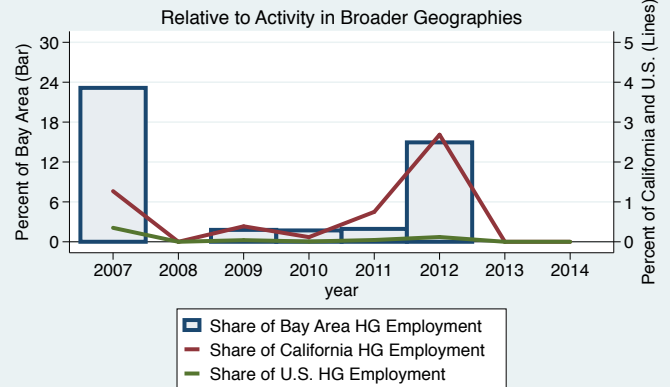 Relative to Activity in Broader Geographies
Percent of Bay Area (Bar)
30
24
18
12
6
0
5
4
3
2
1
0
Percent of California and U.S. (Lines)
2007 2008 2009 2010 2011 2012 2013 2014
year
Share of Bay Area HG Employment
Share of California HG Employment
Share of U.S. HG Employment